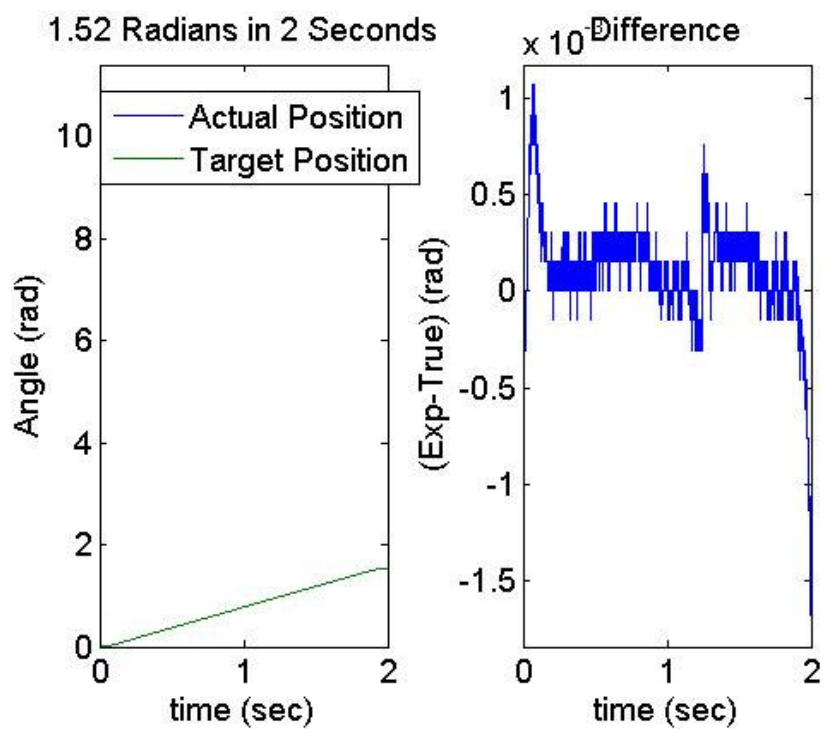 1.52 Radians in 2 Seconds
Actual Position
Target Position
10
8
6
4
2
0
Angle (rad)
0
1
2
time (sec)
Difference
x 10
1
0.5
0
-0.5
-1
-1.5
(Exp-True) (rad)
0
1
2
time (sec)